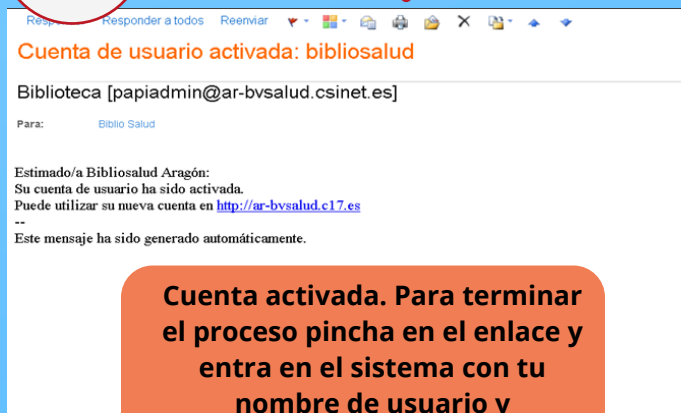 Responder a todos Reenviar
Cuenta de usuario activada: bibliosalud
Biblioteca [papiadmin@ar-bvsalud.csinet.es]
Para: Biblio Salud
Estimado/a Bibliosalud Aragón:
Su cuenta de usuario ha sido activada.
Puede utilizar su nueva cuenta en http://ar-bvsalud.c17.es
--
Este mensaje ha sido generado automáticamente.
Cuenta activada. Para terminar
el proceso pincha en el enlace y
entra en el sistema con tu
nombre de usuario y